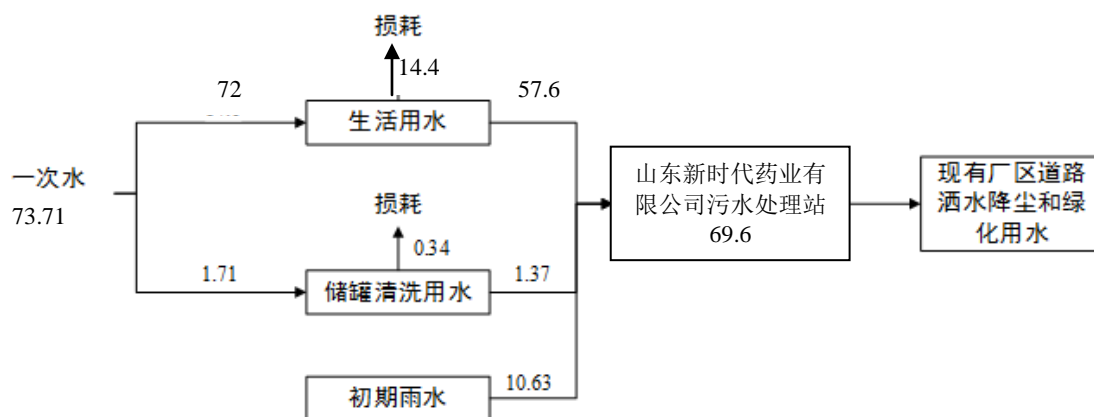 损耗
14.4
72
57.6
生活用水
一次水
73.71
损耗
0.34
1.71
1.37
储罐清洗用水
10.63
初期雨水
山东新时代药业有
限公司污水处理站
69.6
现有厂区道路
洒水降尘和绿
化用水